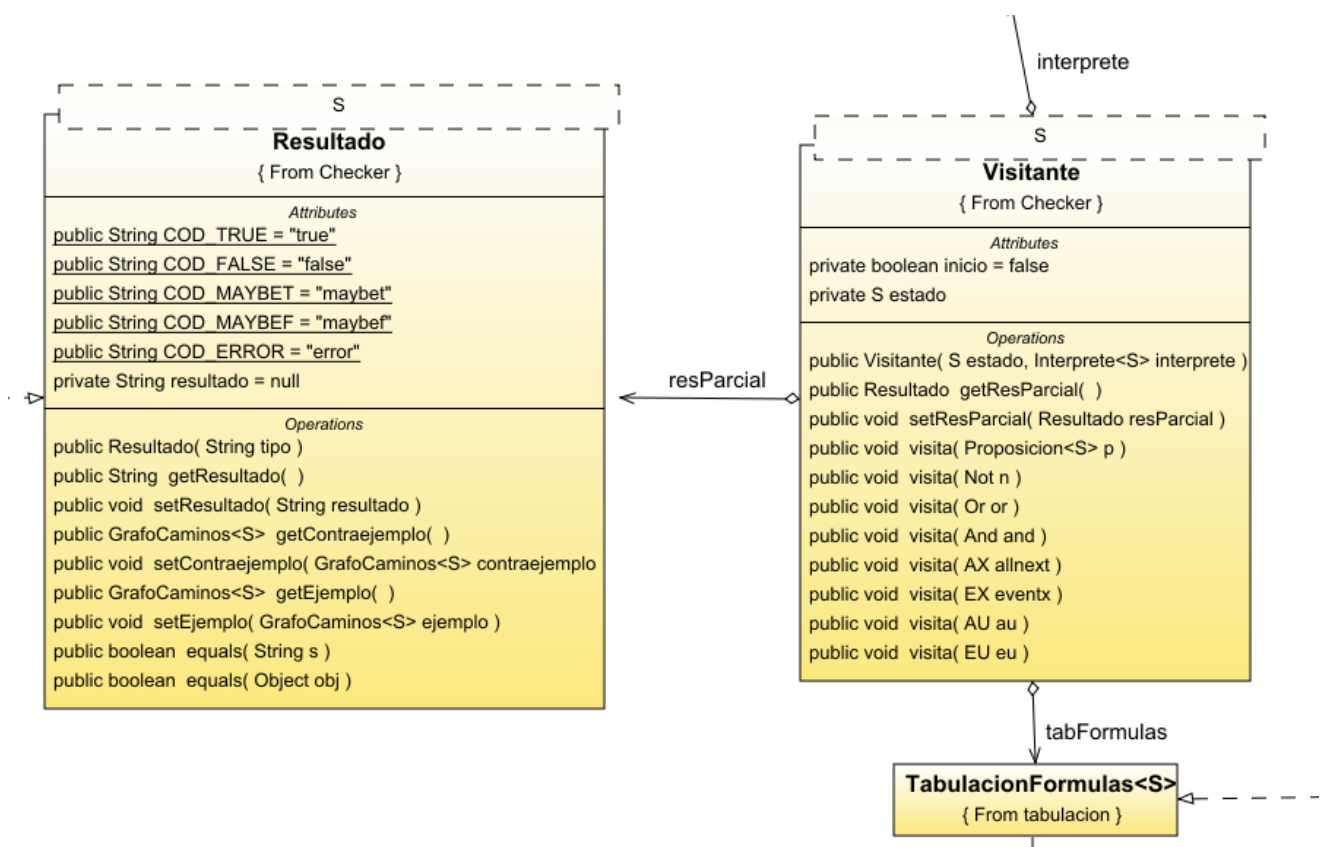 interprete
S
Resultado
{ From Checker }
Attributes
public String COD_TRUE = "true"
public String COD_FALSE = "false"
public String COD_MAYBET = "maybet"
public String COD_MAYBEF = "maybef"
public String COD_ERROR = "error"
private String resultado = null
Operations
public Resultado( String tipo )
public String getResultado( )
public void setResultado( String resultado )
public GrafoCaminos<S> getContraejemplo( )
public void setContraejemplo( GrafoCaminos<S> contraejemplo
public GrafoCaminos<S> getEjemplo( )
public void setEjemplo( GrafoCaminos<S> ejemplo )
public boolean equals( String s )
public boolean equals( Object obj )
resParcial
S
Visitante
{ From Checker }
Attributes
private boolean inicio = false
private S estado
Operations
public Visitante( S estado, Interprete<S> interprete )
public Resultado getResParcial( )
public void setResParcial( Resultado resParcial )
public void visita( Proposicion<S> p )
public void visita( Not n )
public void visita( Or or )
public void visita( And and )
public void visita( AX allnext )
public void visita( EX eventx )
public void visita( AU au )
public void visita( EU eu )
tabFormulas
TabulacionFormulas<S>
{ From tabulacion }